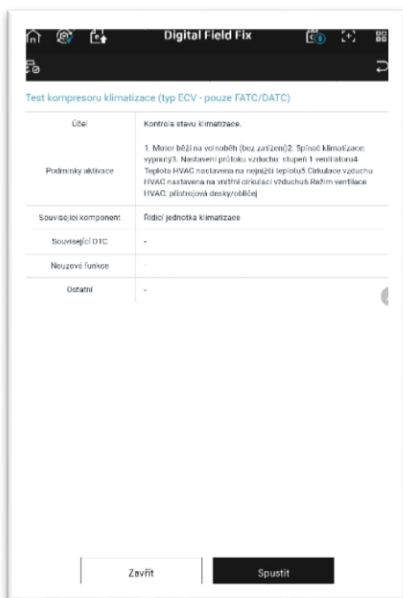 Digital Field Fix
Test kompresoru klimatizace (typ ECV - pouze FATC/DATC)
Účel
Kontrola stavu klimatizace.
Podmínky aktivace
1. Motor běží na volnoběh (bez zatížení)2. Spínač klimatizace:
vypnutý3. Nastavení průtoku vzduchu: stupeň 1 ventilátoru4.
Teplota HVAC nastavena na nejnižší teplotu5.Cirkulace vzduchu
HVAC nastavena na vnitřní cirkulaci vzduchu6.Režim ventilace
HVAC: přístrojová desky/obličej
Související komponent
Řídicí jednotka klimatizace
Související DTC
-
Nouzová funkce
-
Ostatní
-
Zavřít
Spustit